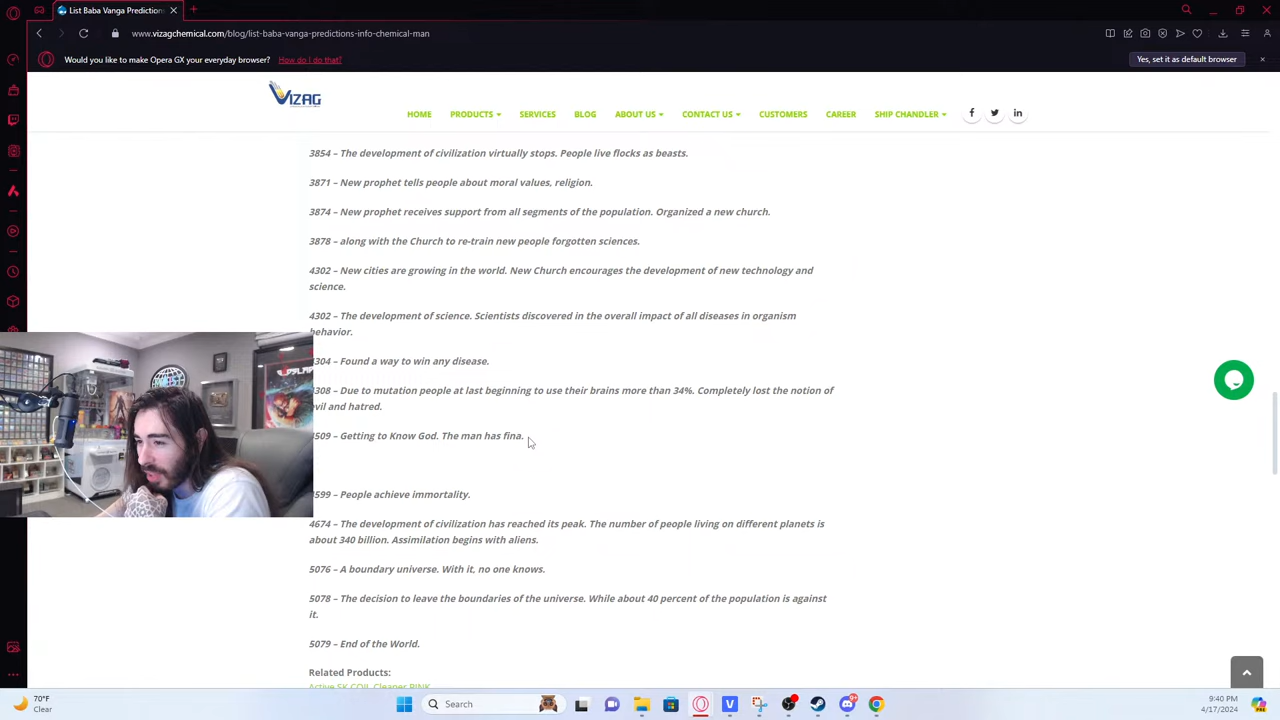 List Baba Vanga Prediction
www.vizagchemical.com/blog/list-baba-vanga-predictions-info-chemical-man
Would you like to make Opera GX your everyday browser? How do I do that? Yes, set it as default browser
VIZAG
HOME PRODUCTS SERVICES BLOG ABOUT US CONTACT US CUSTOMERS CAREER SHIP CHANDLER
3854 – The development of civilization virtually stops. People live flocks as beasts.
3871 – New prophet tells people about moral values, religion.
3874 – New prophet receives support from all segments of the population. Organized a new church.
3878 – along with the Church to re-train new people forgotten sciences.
4302 – New cities are growing in the world. New Church encourages the development of new technology and
science.
4302 – The development of science. Scientists discovered in the overall impact of all diseases in organism
behavior.
4304 – Found a way to win any disease.
4308 – Due to mutation people at last beginning to use their brains more than 34%. Completely lost the notion of
evil and hatred.
4509 – Getting to Know God. The man has fina.
4599 – People achieve immortality.
4674 – The development of civilization has reached its peak. The number of people living on different planets is
about 340 billion. Assimilation begins with aliens.
5076 – A boundary universe. With it, no one knows.
5078 – The decision to leave the boundaries of the universe. While about 40 percent of the population is against
it.
5079 – End of the World.
Related Products:
Active SK COIL Cleaner PINK
70°F
Clear
Search
9:40 PM
4/17/2024